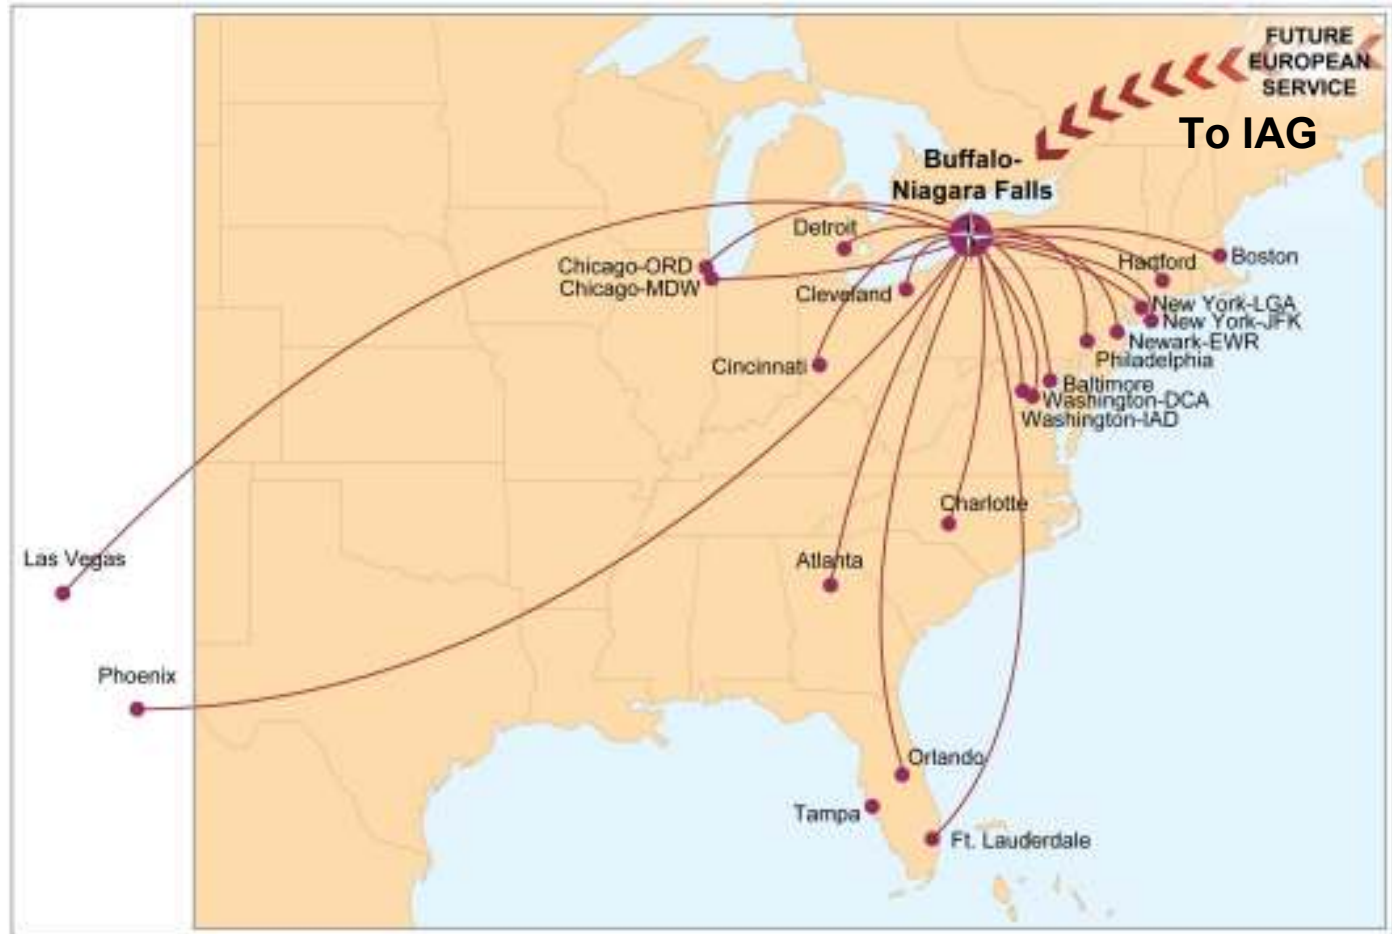 FUTURE
EUROPEAN
SERVICE
To IAG
Buffalo-
Niagara Falls
Detroit
Chicago-ORD
Chicago-MDW
Cleveland
Cincinnati
Boston
Hartford
New York-LGA
New York-JFK
Newark-EWR
Philadelphia
Baltimore
Washington-DCA
Washington-IAD
Charlotte
Atlanta
Las Vegas
Phoenix
Orlando
Tampa
Ft. Lauderdale